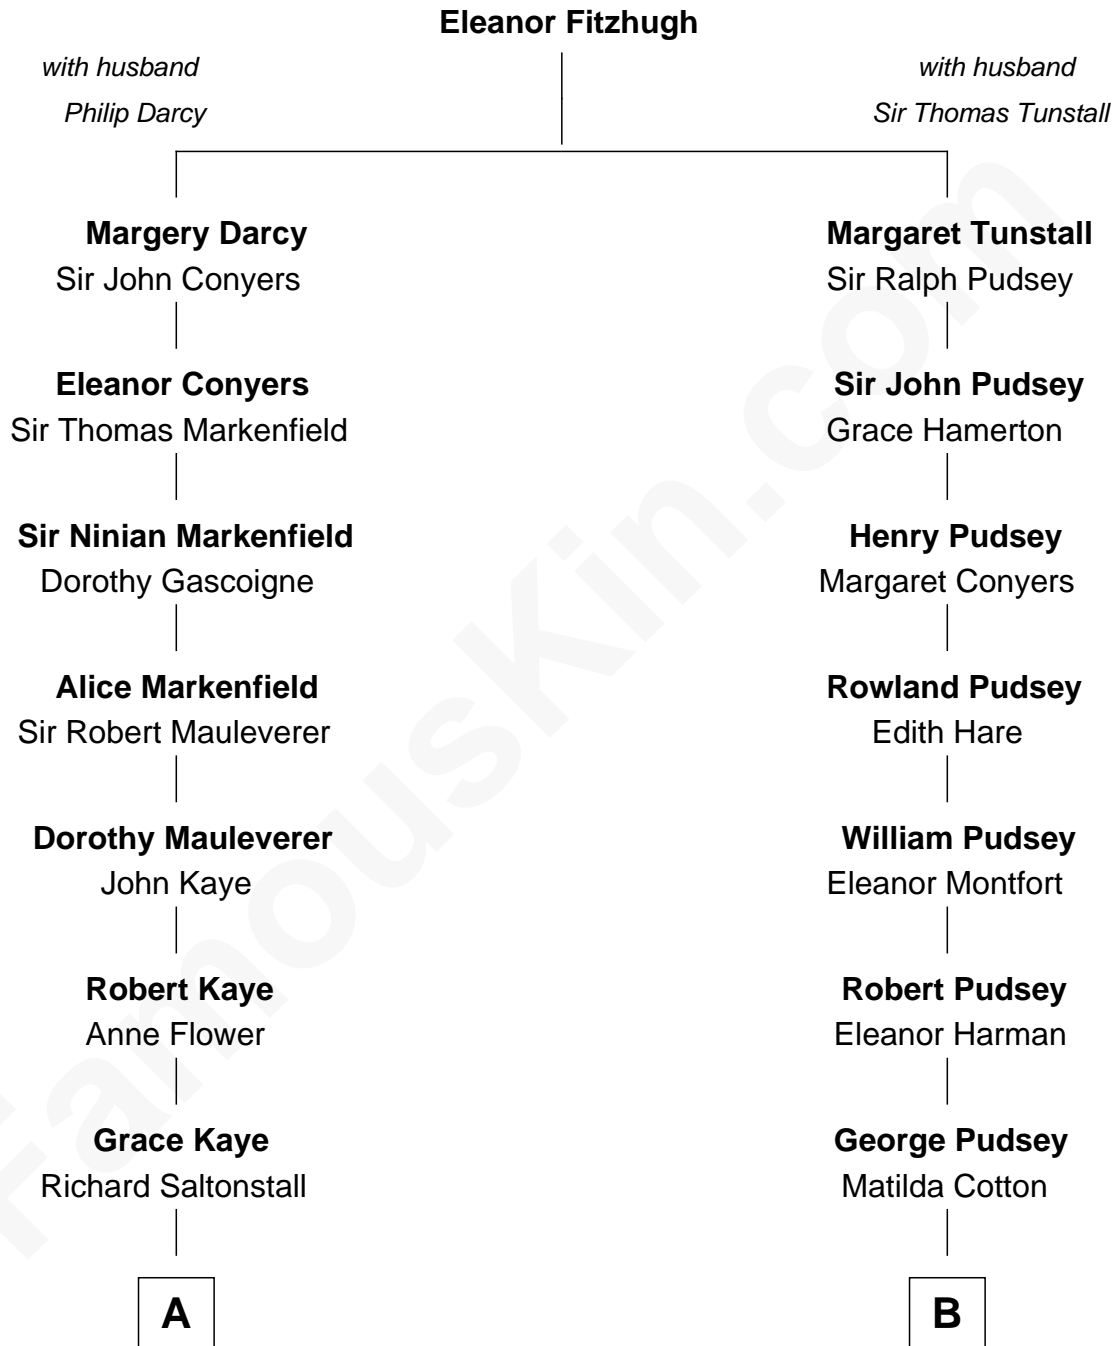 Eleanor Fitzhugh
with husband
Philip Darcy
with husband
Sir Thomas Tunstall
Margery Darcy
Sir John Conyers
Margaret Tunstall
Sir Ralph Pudsey
Eleanor Conyers
Sir Thomas Markenfield
Sir John Pudsey
Grace Hamerton
Sir Ninian Markenfield
Dorothy Gascoigne
Henry Pudsey
Margaret Conyers
Alice Markenfield
Sir Robert Mauleverer
Rowland Pudsey
Edith Hare
Dorothy Mauleverer
John Kaye
William Pudsey
Eleanor Montfort
Robert Kaye
Anne Flower
Robert Pudsey
Eleanor Harman
Grace Kaye
Richard Saltonstall
George Pudsey
Matilda Cotton
A
B
FamousKin.com